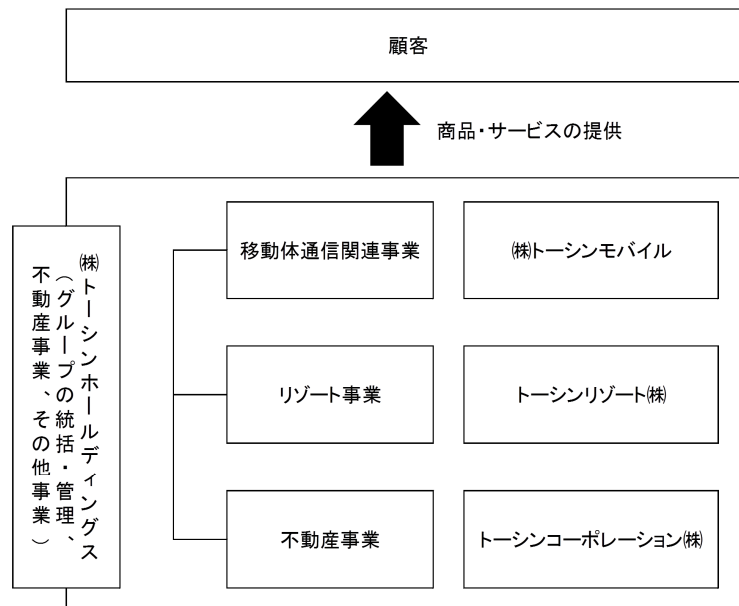 顧客
商品・サービスの提供
㈱トーシンホールディングス
（グループの統括・管理、
不動産事業、その他事業）
移動体通信関連事業
㈱トーシンモバイル
リゾート事業
トーシンリゾート㈱
不動産事業
トーシンコーポレーション㈱